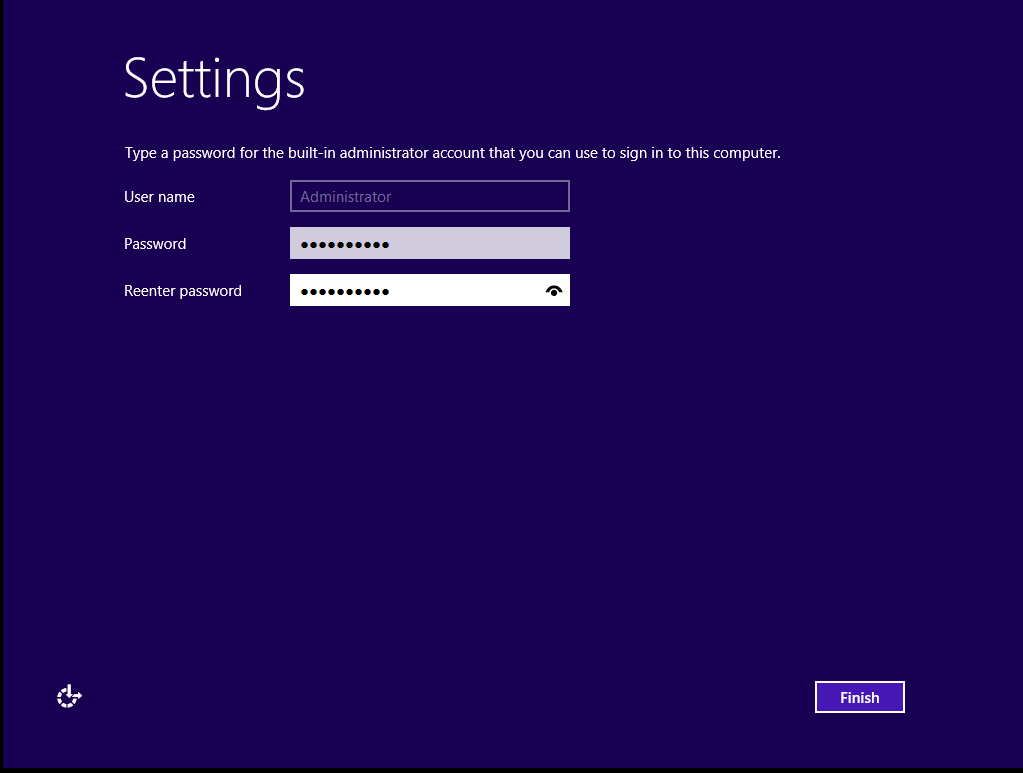 Settings
Type a password for the built-in administrator account that you can use to sign in to this computer.
User name
Administrator
Password
●●●●●●●●●●
Reenter password
●●●●●●●●●●
Finish